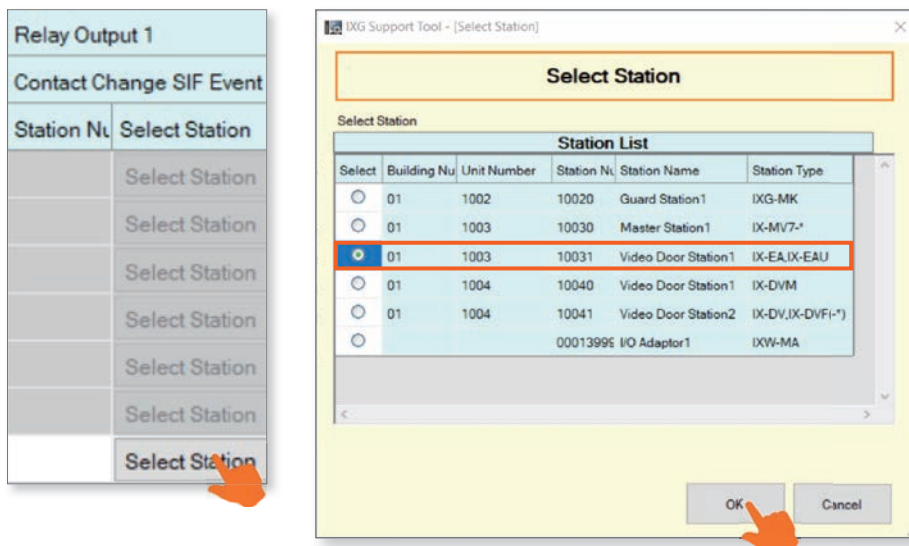 Relay Output 1
Contact Change SIF Event
Station Nu Select Station
Select Station
Select Station
Select Station
Select Station
Select Station
Select Station
Select Station
IXG Support Tool - [Select Station]
Select Station
Select Station
Station List
Select Building Nu Unit Number Station Nu Station Name Station Type
01 1002 10020 Guard Station1 IXG-MK
01 1003 10030 Master Station1 IX-MV7-*
01 1003 10031 Video Door Station1 IX-EA,IX-EAU
01 1004 10040 Video Door Station1 IX-DVM
01 1004 10041 Video Door Station2 IX-DV,IX-DVF(-*)
00013999 I/O Adaptor1 IXW-MA
OK Cancel